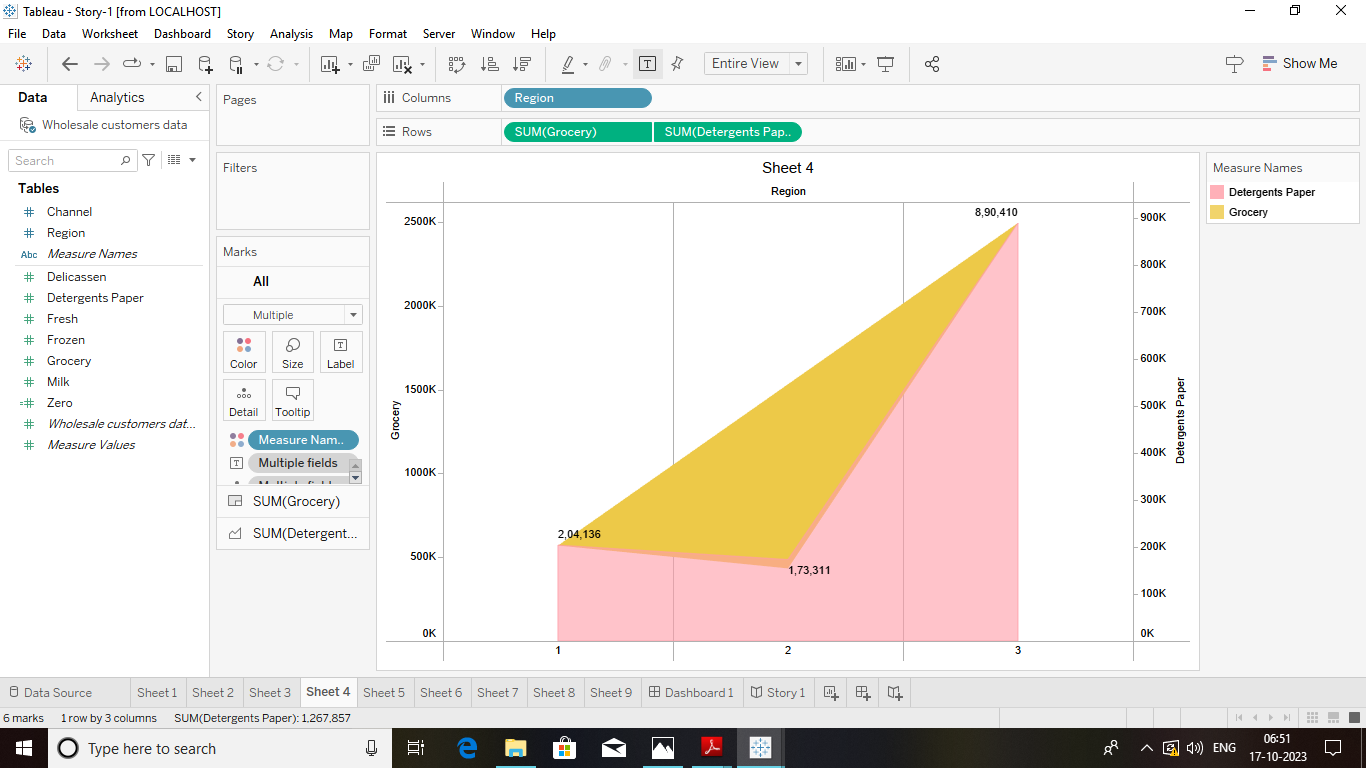 Tableau - Story-1 [from LOCALHOST]
File Data Worksheet Dashboard Story Analysis Map Format Server Window Help
Entire View
Show Me
Data Analytics
Wholesale customers data
Search
Tables
# Channel
# Region
Abc Measure Names
# Delicassen
# Detergents Paper
# Fresh
# Frozen
# Grocery
# Milk
=# Zero
# Wholesale customers dat...
# Measure Values
Pages
Filters
Marks
All
Multiple
Color Size Label
Detail Tooltip
Measure Nam..
Multiple fields
SUM(Grocery)
SUM(Detergent...
Columns Region
Rows SUM(Grocery) SUM(Detergents Pap..
Sheet 4
Region
8,90,410
2500K
2000K
1500K
1000K
500K
0K
Grocery
2,04,136
1,73,311
900K
800K
700K
600K
500K
400K
300K
200K
100K
0K
Detergents Paper
1 2 3
Measure Names
Detergents Paper
Grocery
Data Source Sheet 1 Sheet 2 Sheet 3 Sheet 4 Sheet 5 Sheet 6 Sheet 7 Sheet 8 Sheet 9 Dashboard 1 Story 1
6 marks 1 row by 3 columns SUM(Detergents Paper): 1,267,857
Type here to search
ENG
06:51
17-10-2023